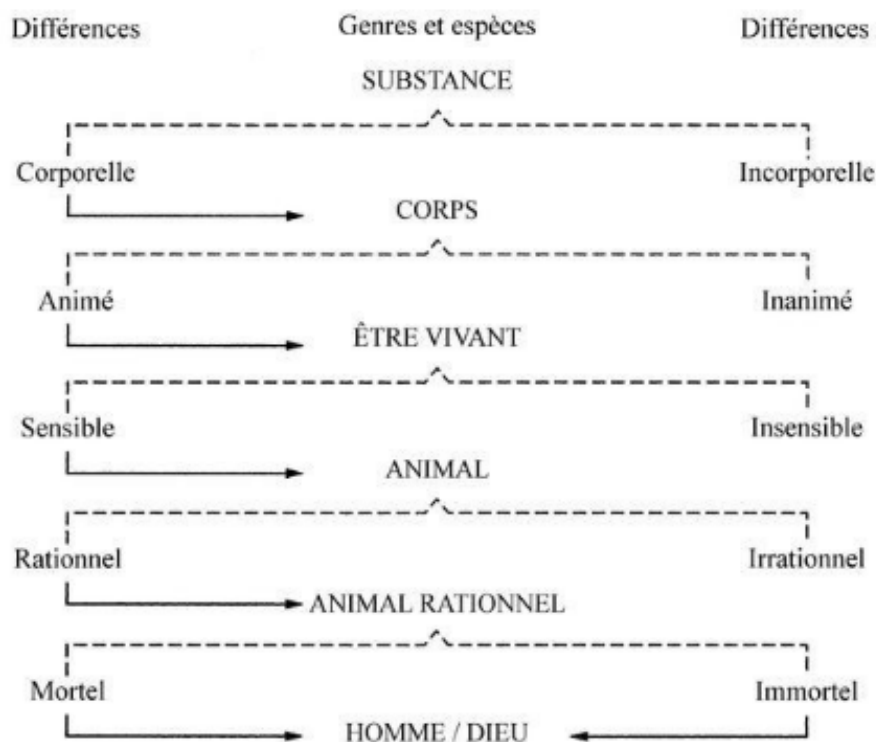 Différences Genres et espèces Différences
SUBSTANCE
Corporelle Incorporelle
CORPS
Animé Inanimé
ÊTRE VIVANT
Sensible Insensible
ANIMAL
Rationnel Irrationnel
ANIMAL RATIONNEL
Mortel Immortel
HOMME / DIEU